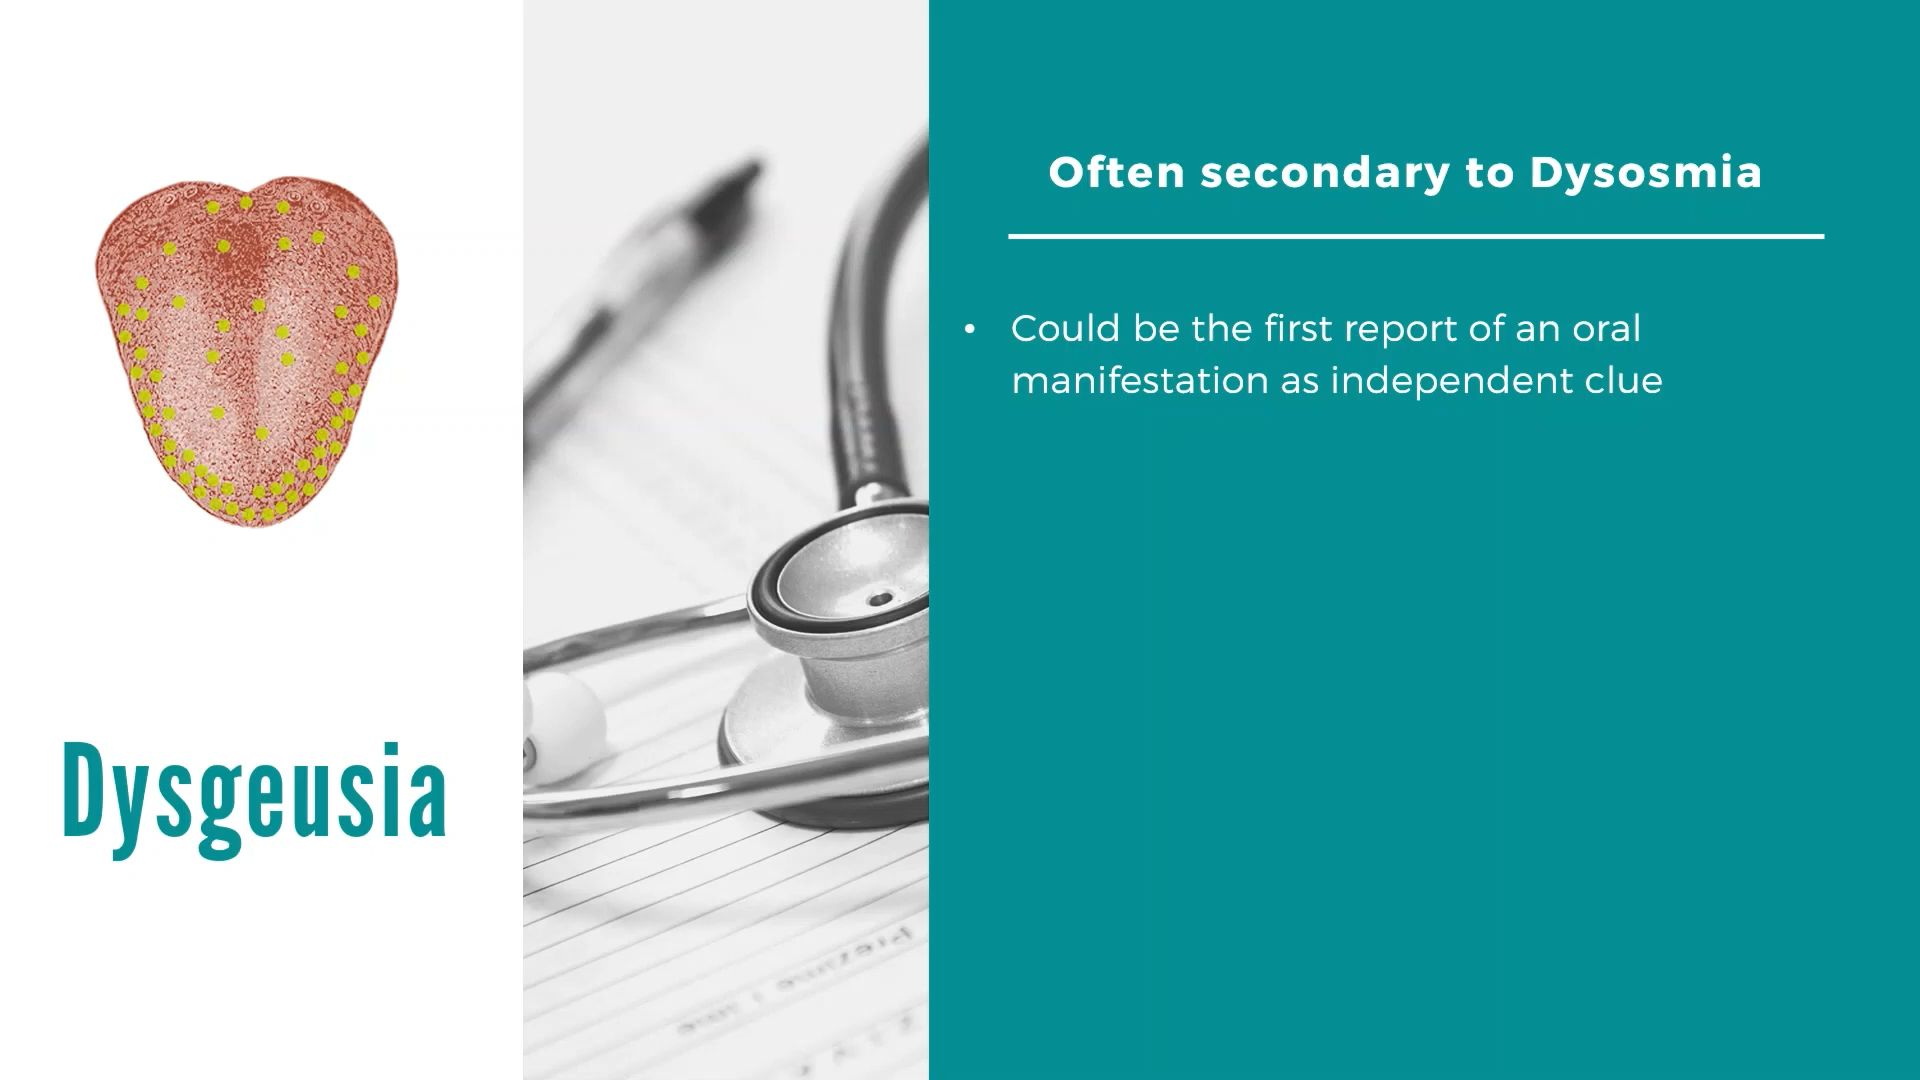 Often secondary to Dysosmia
• Could be the first report of an oral
manifestation as independent clue
Dysgeusia